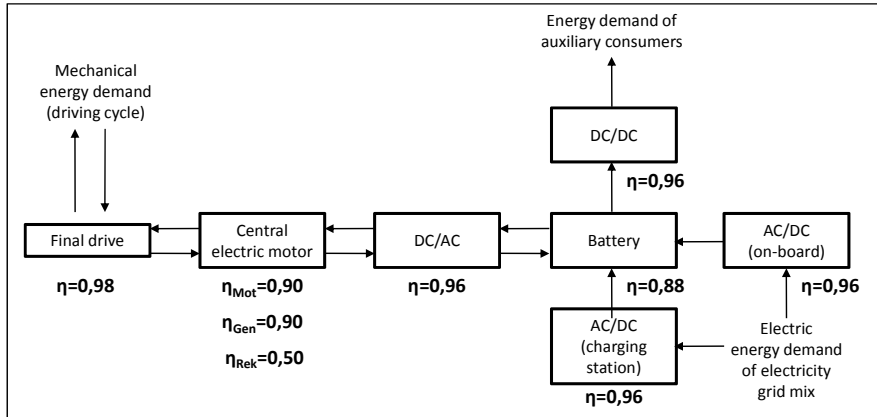 Energy demand of
auxiliary consumers
Mechanical
energy demand
(driving cycle)
DC/DC
η=0,96
Final drive
Central
electric motor
DC/AC
Battery
AC/DC
(on-board)
η=0,98
ηMot=0,90
ηGen=0,90
ηRek=0,50
η=0,96
η=0,88
η=0,96
AC/DC
(charging
station)
η=0,96
Electric
energy demand
of electricity
grid mix